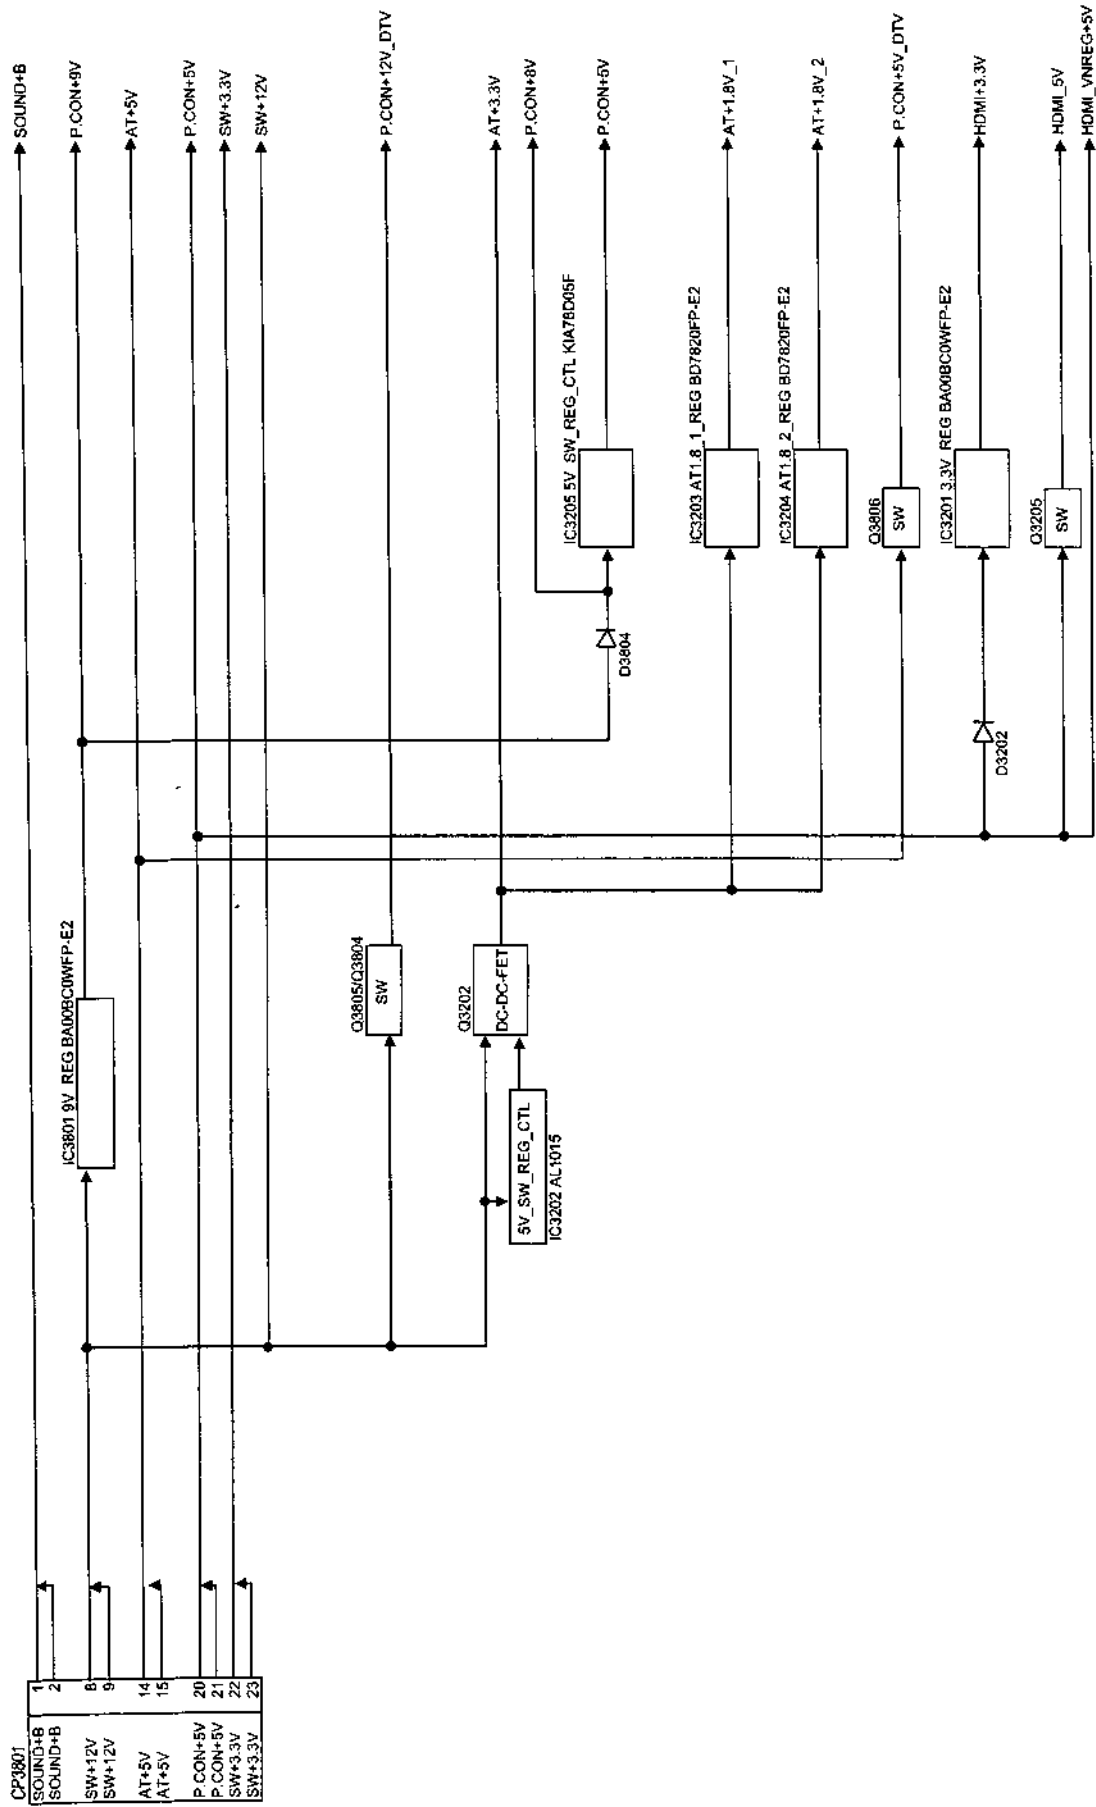 CP3801
SOUND+B 1
SOUND+B 2
SW+12V 8
SW+12V 9
AT+5V 14
AT+5V 15
P.CON+5V 20
P.CON+5V 21
SW+3.3V 22
SW+3.3V 23
IC3801 9V_REG BA00BC0WFP-E2
Q3805/Q3804
SW
Q3202
DC-DC-FET
5V_SW_REG_CTL
IC3202 AL1015
D3804
D3202
IC3205 5V_SW_REG_CTL KIA78D05F
IC3203 AT1.8_1_REG BD7820FP-E2
IC3204 AT1.8_2_REG BD7820FP-E2
Q3806
SW
IC3201 3.3V_REG BA00BC0WFP-E2
Q3205
SW
SOUND+B
P.CON+9V
AT+5V
P.CON+5V
SW+3.3V
SW+12V
P.CON+12V_DTV
AT+3.3V
P.CON+8V
P.CON+5V
AT+1.8V_1
AT+1.8V_2
P.CON+5V_DTV
HDMI+3.3V
HDMI_5V
HDMI_VNREG+5V